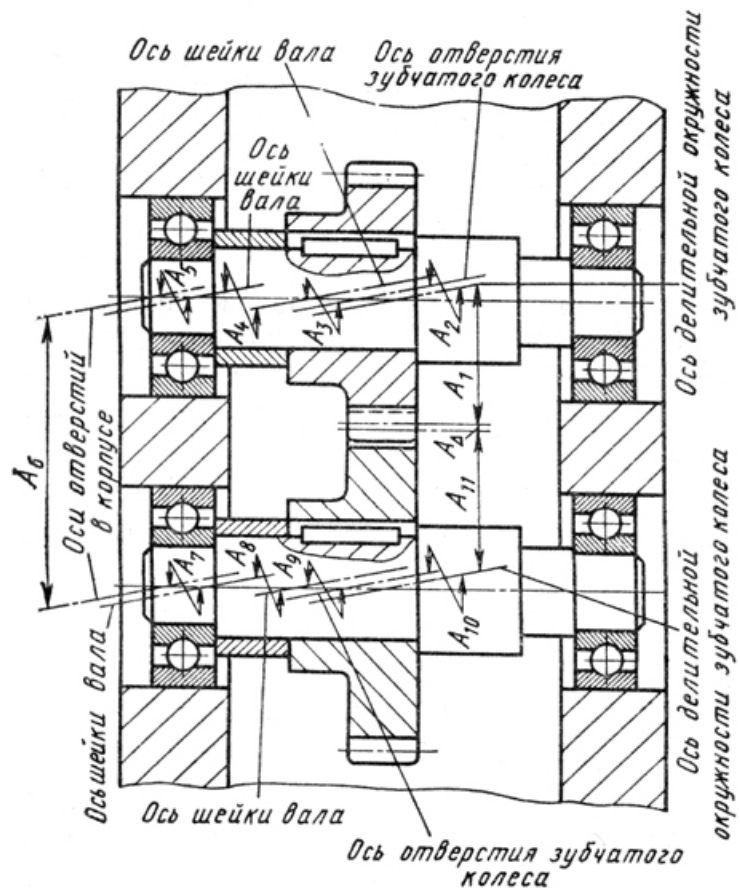 Ось шейки вала
Ось отверстия
зубчатого колеса
Ось
шейки
вала
Ось делительной окружности
зубчатого колеса
A5
A4
A3
A2
A1
AΔ
A11
A6
Оси отверстий
в корпусе
A7
A8
A9
A10
Ось шейки вала
Ось шейки вала
Ось отверстия зубчатого
колеса
Ось делительной
окружности зубчатого колеса